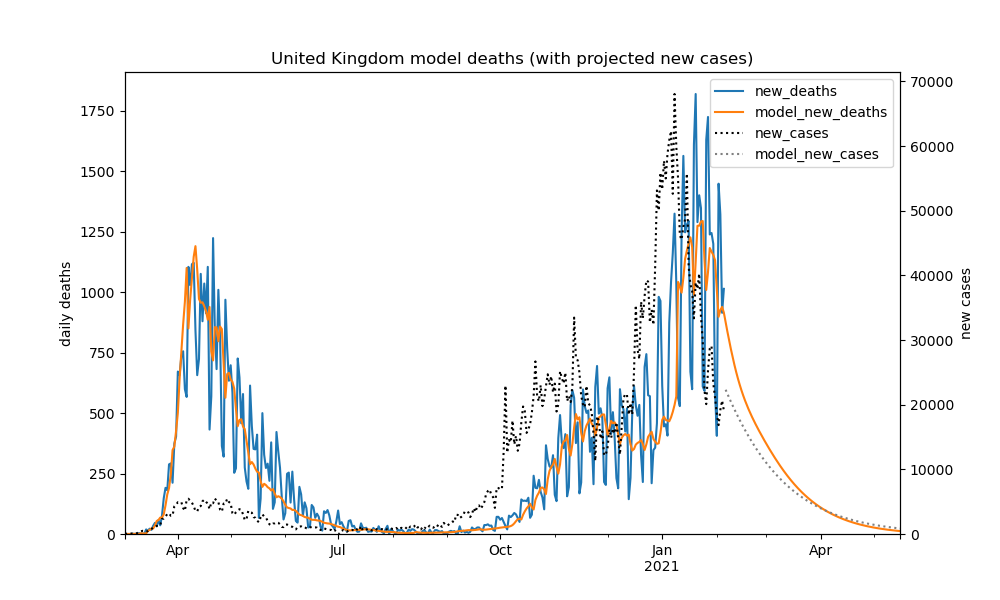 United Kingdom model deaths (with projected new cases)
new_deaths
model_new_deaths
new_cases
model_new_cases
daily deaths
1750
1500
1250
1000
750
500
250
0
70000
60000
50000
40000
30000
20000
10000
0
new cases
Apr
Jul
Oct
Jan
2021
Apr